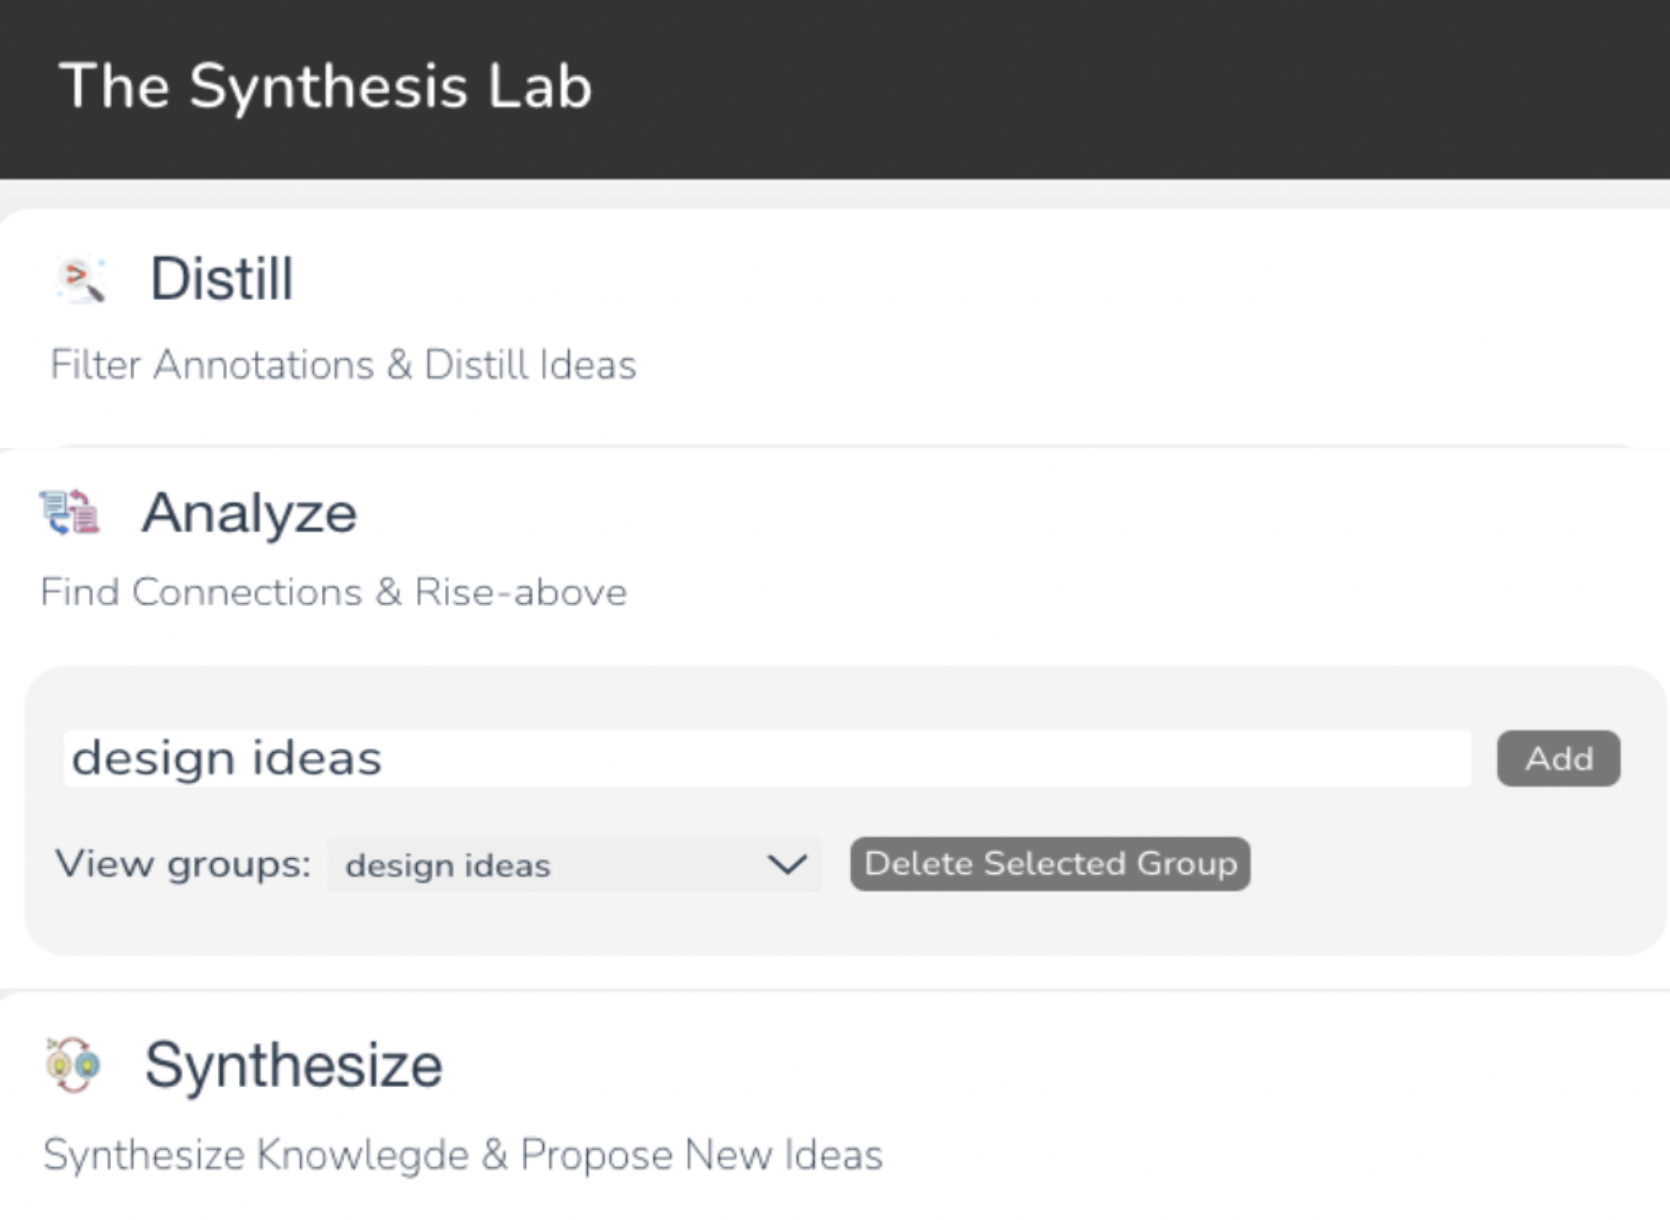 The Synthesis Lab
Distill
Filter Annotations & Distill Ideas
Analyze
Find Connections & Rise-above
design ideas Add
View groups: design ideas Delete Selected Group
Synthesize
Synthesize Knowlegde & Propose New Ideas